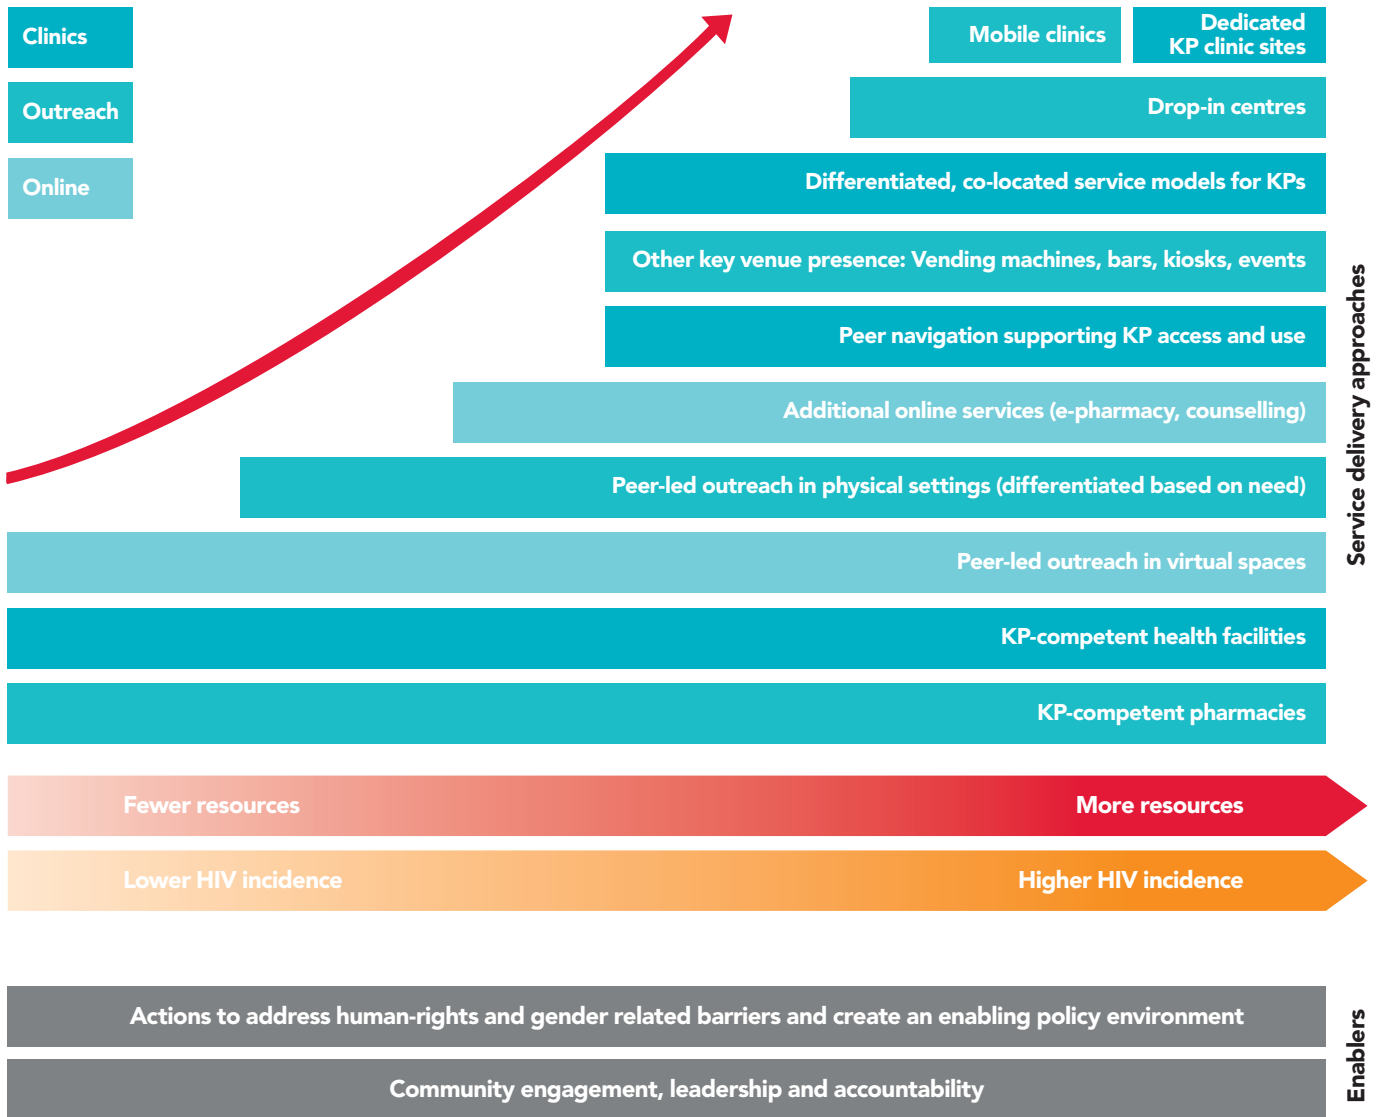 Clinics
Outreach
Online
Mobile clinics
Dedicated
KP clinic sites
Drop-in centres
Differentiated, co-located service models for KPs
Other key venue presence: Vending machines, bars, kiosks, events
Peer navigation supporting KP access and use
Additional online services (e-pharmacy, counselling)
Peer-led outreach in physical settings (differentiated based on need)
Peer-led outreach in virtual spaces
KP-competent health facilities
KP-competent pharmacies
Service delivery approaches
Fewer resources
More resources
Lower HIV incidence
Higher HIV incidence
Actions to address human-rights and gender related barriers and create an enabling policy environment
Community engagement, leadership and accountability
Enablers